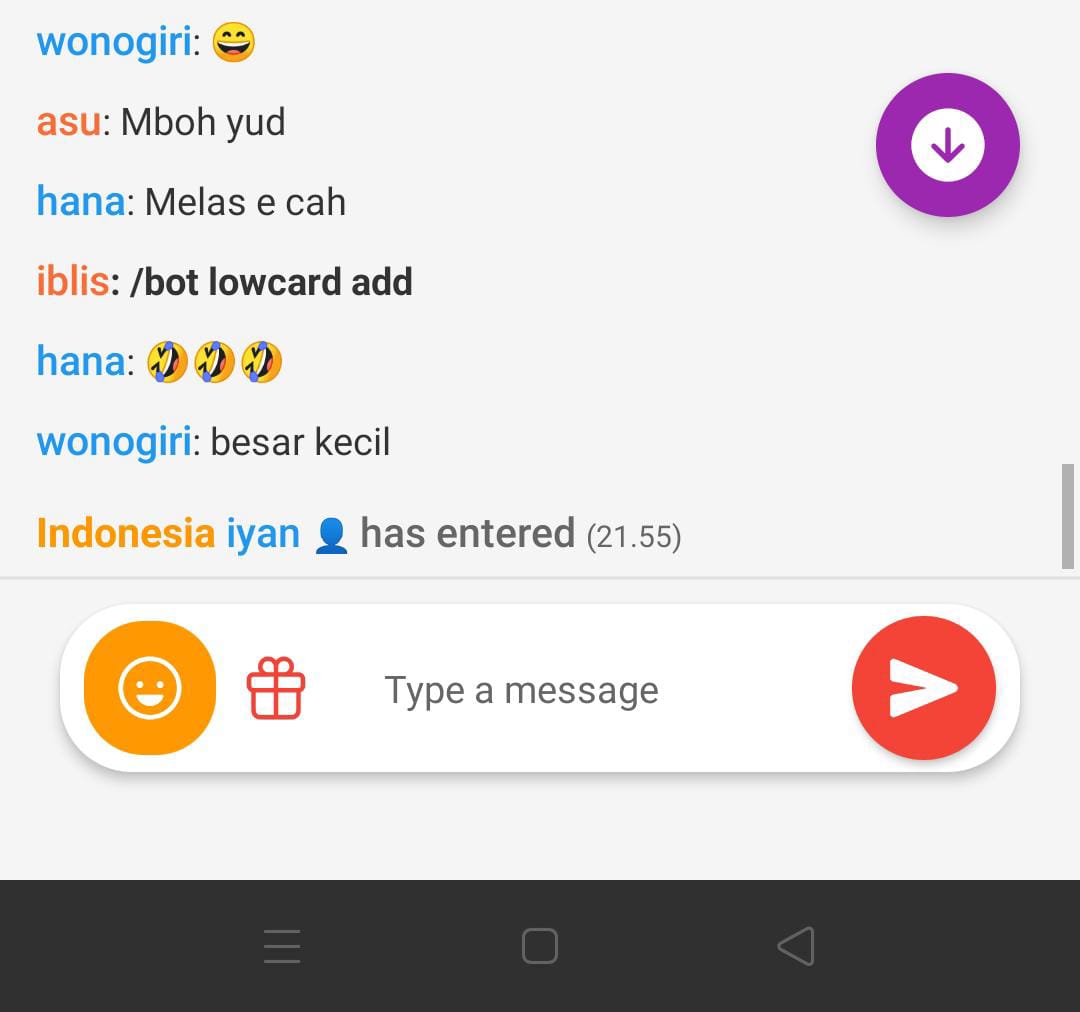 wonogiri: 😄
asu: Mboh yud
hana: Melas e cah
iblis: /bot lowcard add
hana: 🤣🤣🤣
wonogiri: besar kecil
Indonesia iyan 👤 has entered (21.55)
Type a message